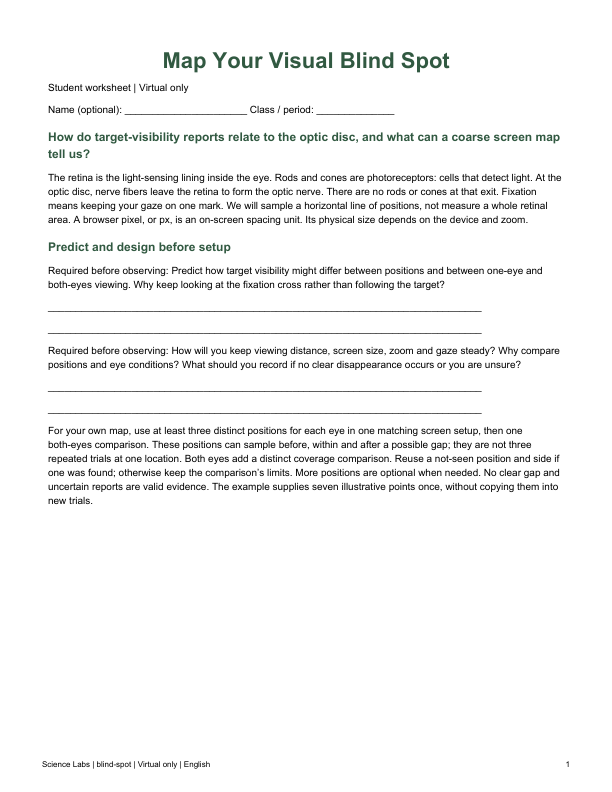 Map Your Visual Blind Spot
Student worksheet | Virtual only
Name (optional): ______________________ Class / period: ______________
How do target-visibility reports relate to the optic disc, and what can a coarse screen map
tell us?
The retina is the light-sensing lining inside the eye. Rods and cones are photoreceptors: cells that detect light. At the
optic disc, nerve fibers leave the retina to form the optic nerve. There are no rods or cones at that exit. Fixation
means keeping your gaze on one mark. We will sample a horizontal line of positions, not measure a whole retinal
area. A browser pixel, or px, is an on-screen spacing unit. Its physical size depends on the device and zoom.
Predict and design before setup
Required before observing: Predict how target visibility might differ between positions and between one-eye and
both-eyes viewing. Why keep looking at the fixation cross rather than following the target?
______________________________________________________________________________
______________________________________________________________________________
Required before observing: How will you keep viewing distance, screen size, zoom and gaze steady? Why compare
positions and eye conditions? What should you record if no clear disappearance occurs or you are unsure?
______________________________________________________________________________
______________________________________________________________________________
For your own map, use at least three distinct positions for each eye in one matching screen setup, then one
both-eyes comparison. These positions can sample before, within and after a possible gap; they are not three
repeated trials at one location. Both eyes add a distinct coverage comparison. Reuse a not-seen position and side if
one was found; otherwise keep the comparison's limits. More positions are optional when needed. No clear gap and
uncertain reports are valid evidence. The example supplies seven illustrative points once, without copying them into
new trials.
Science Labs | blind-spot | Virtual only | English
1